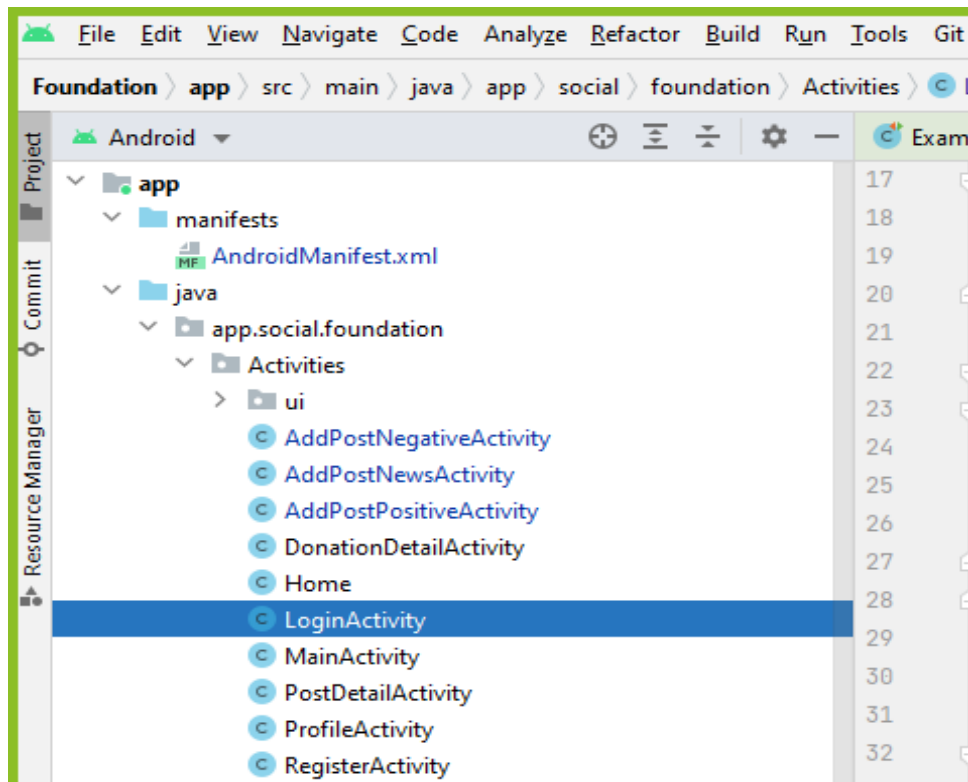 File Edit View Navigate Code Analyze Refactor Build Run Tools Git
Foundation 〉 app 〉 src 〉 main 〉 java 〉 app 〉 social 〉 foundation 〉 Activities 〉 C
Project
Commit
Resource Manager
Android
C Exam
app
manifests
MF AndroidManifest.xml
java
app.social.foundation
Activities
ui
C AddPostNegativeActivity
C AddPostNewsActivity
C AddPostPositiveActivity
C DonationDetailActivity
C Home
C LoginActivity
C MainActivity
C PostDetailActivity
C ProfileActivity
C RegisterActivity
17
18
19
20
21
22
23
24
25
26
27
28
29
30
31
32